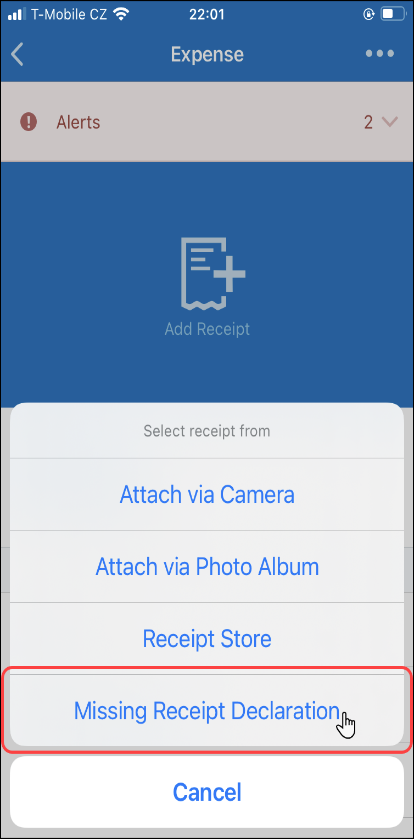 T-Mobile CZ 22:01
Expense
Alerts 2
Add Receipt
Select receipt from
Attach via Camera
Attach via Photo Album
Receipt Store
Missing Receipt Declaration
Cancel